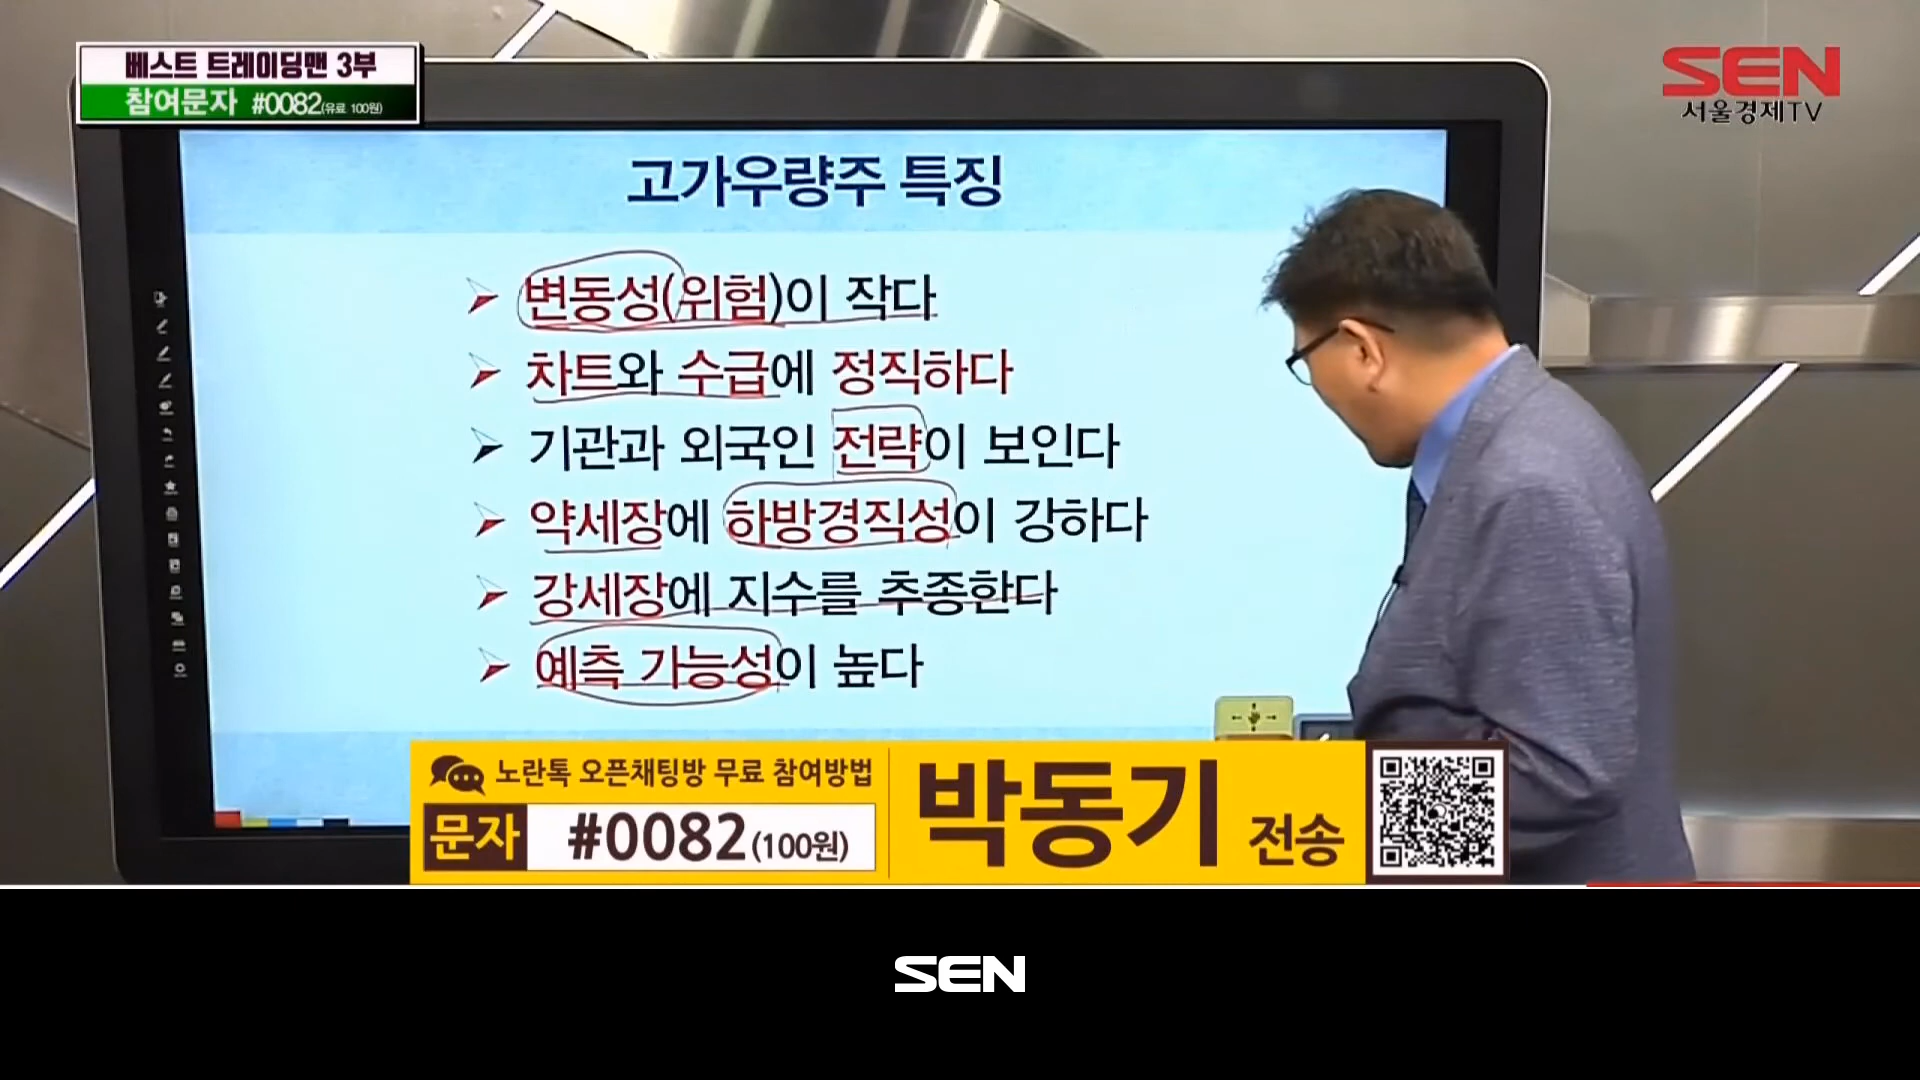 베스트 트레이딩맨 3부
참여문자 #0082(유료 100원)
SEN
서울경제TV
고가우량주 특징
변동성(위험)이 작다
차트와 수급에 정직하다
기관과 외국인 전략이 보인다
약세장에 하방경직성이 강하다
강세장에 지수를 추종한다
예측 가능성이 높다
노란톡 오픈채팅방 무료 참여방법
문자 #0082(100원)
박동기 전송
SEN